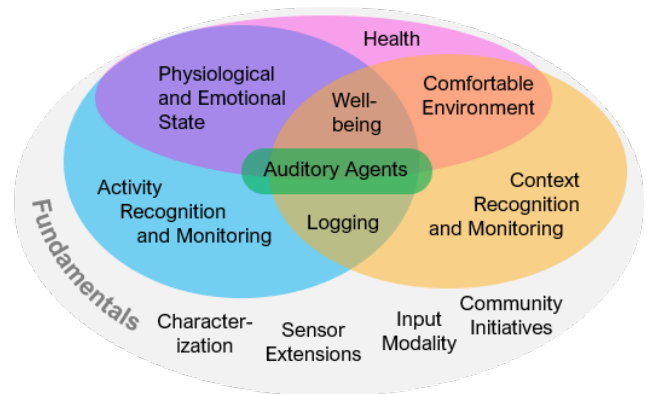 Health
Physiological
and Emotional
State
Well-
being
Comfortable
Environment
Auditory Agents
Activity
Recognition
and Monitoring
Logging
Context
Recognition
and Monitoring
Fundamentals
Character-
ization
Sensor
Extensions
Input
Modality
Community
Initiatives